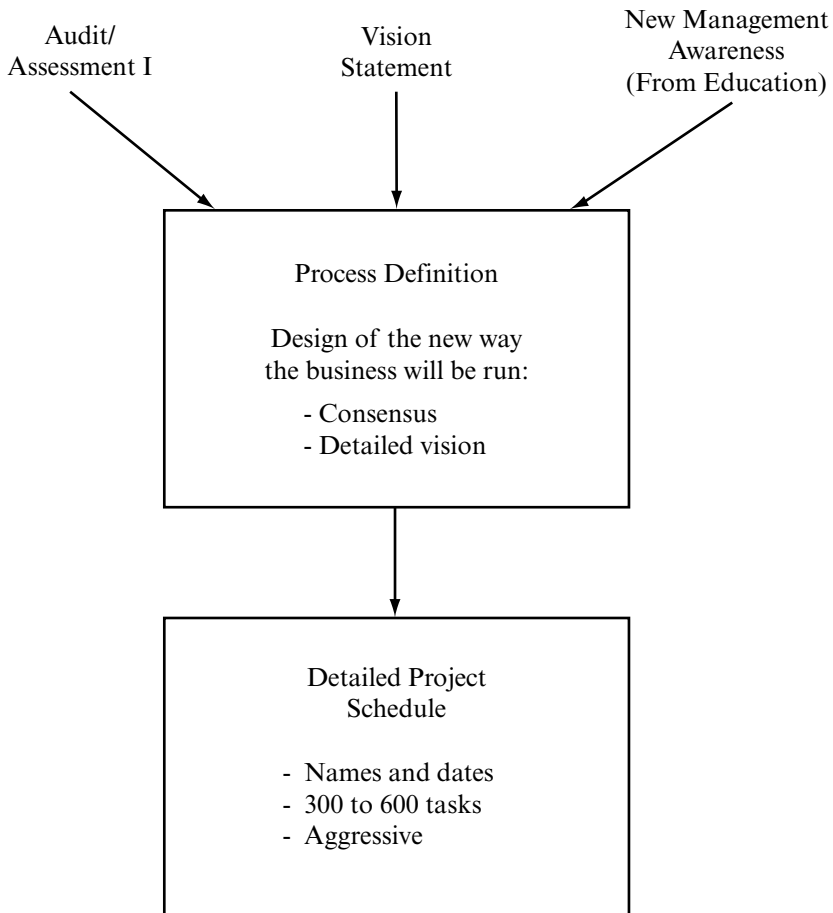 Audit/
Assessment I
Vision
Statement
New Management
Awareness
(From Education)
Process Definition
Design of the new way
the business will be run:
- Consensus
- Detailed vision
Detailed Project
Schedule
- Names and dates
- 300 to 600 tasks
- Aggressive